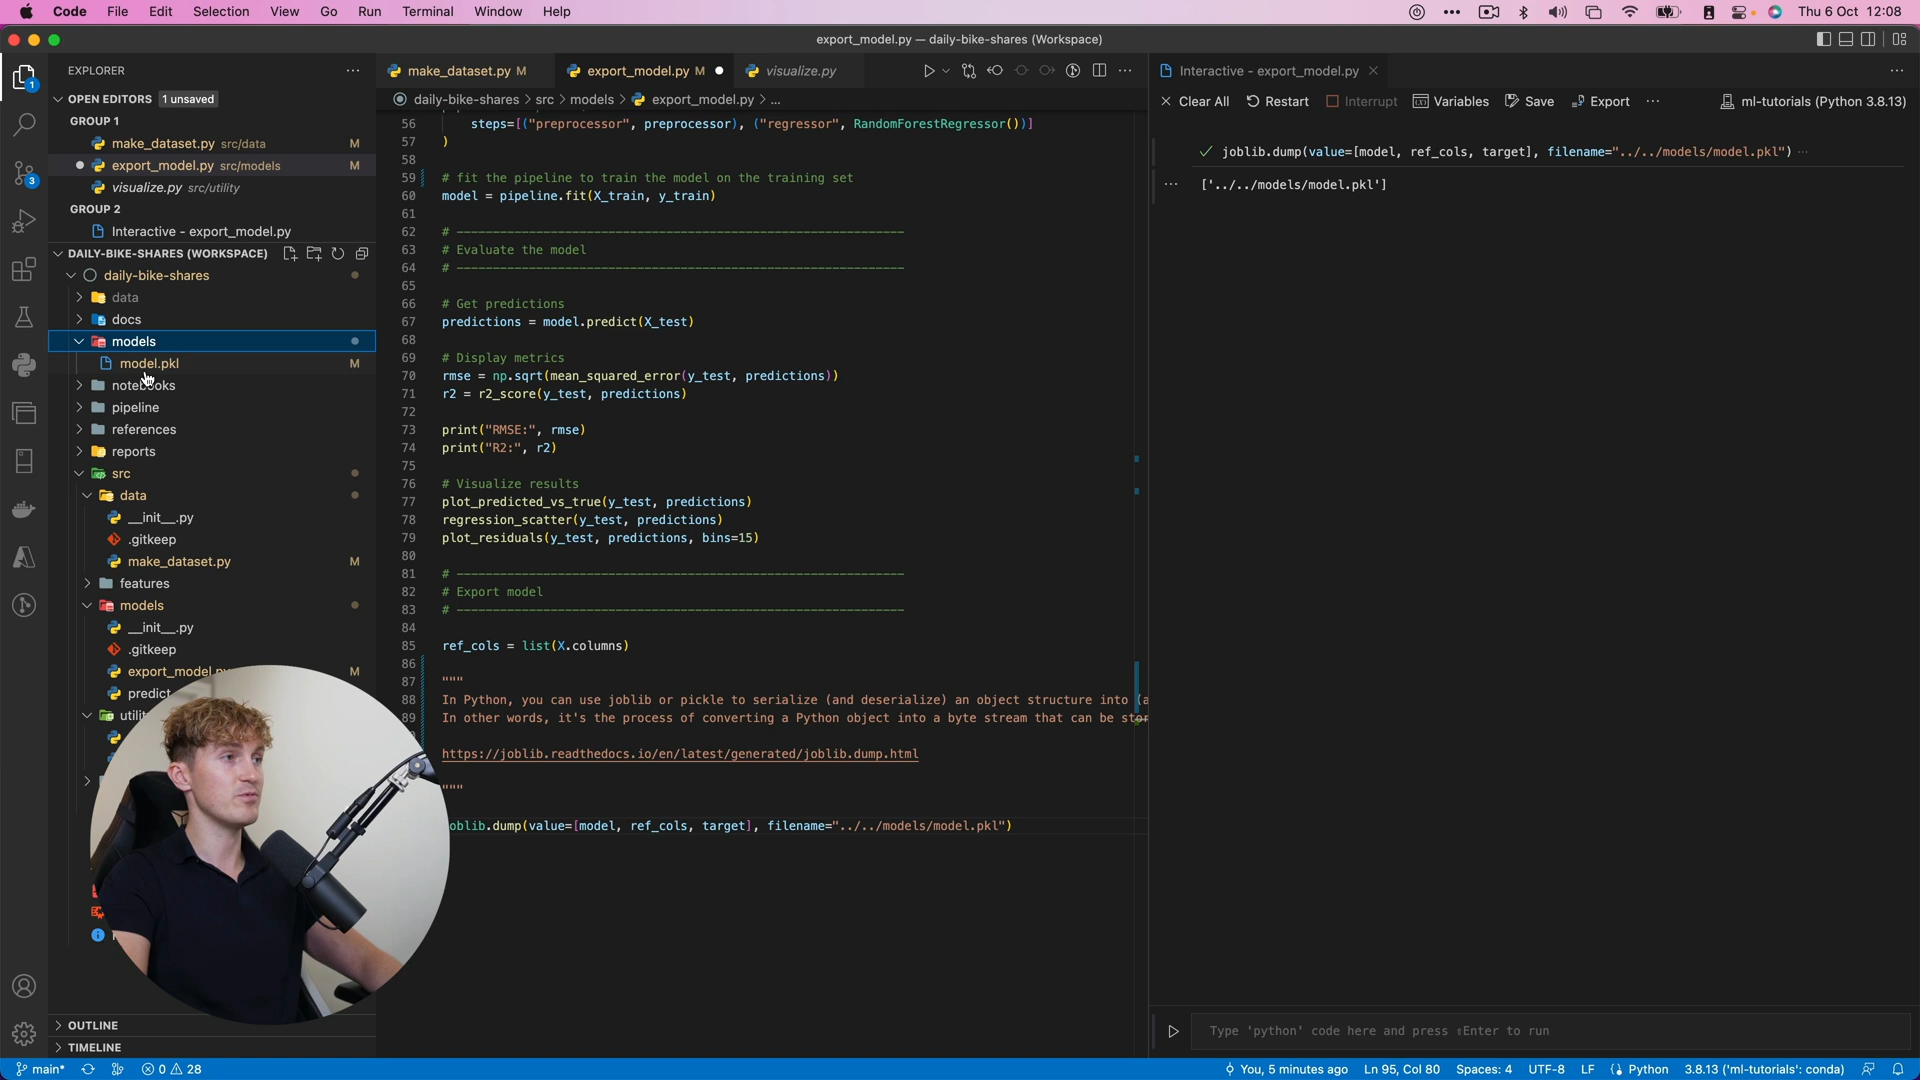 Code File Edit Selection View Go Run Terminal Window Help
Thu 6 Oct 12:08
export_model.py — daily-bike-shares (Workspace)
EXPLORER
OPEN EDITORS 1 unsaved
GROUP 1
make_dataset.py src/data M
export_model.py src/models M
visualize.py src/utility
GROUP 2
Interactive - export_model.py
DAILY-BIKE-SHARES (WORKSPACE)
daily-bike-shares
data
docs
models
model.pkl M
notebooks
pipeline
references
reports
src
data
__init__.py
.gitkeep
make_dataset.py M
features
models
__init__.py
.gitkeep
export_model.py M
predict
utili
OUTLINE
TIMELINE
1
3
make_dataset.py M
export_model.py M
visualize.py
daily-bike-shares > src > models > export_model.py > ...
56 steps=[("preprocessor", preprocessor), ("regressor", RandomForestRegressor())]
57 )
58
59 # fit the pipeline to train the model on the training set
60 model = pipeline.fit(X_train, y_train)
61
62 # --------------------------------------------------------------
63 # Evaluate the model
64 # --------------------------------------------------------------
65
66 # Get predictions
67 predictions = model.predict(X_test)
68
69 # Display metrics
70 rmse = np.sqrt(mean_squared_error(y_test, predictions))
71 r2 = r2_score(y_test, predictions)
72
73 print("RMSE:", rmse)
74 print("R2:", r2)
75
76 # Visualize results
77 plot_predicted_vs_true(y_test, predictions)
78 regression_scatter(y_test, predictions)
79 plot_residuals(y_test, predictions, bins=15)
80
81 # --------------------------------------------------------------
82 # Export model
83 # --------------------------------------------------------------
84
85 ref_cols = list(X.columns)
86
87 """
88 In Python, you can use joblib or pickle to serialize (and deserialize) an object structure into (a
89 In other words, it's the process of converting a Python object into a byte stream that can be stor
https://joblib.readthedocs.io/en/latest/generated/joblib.dump.html
"""
oblib.dump(value=[model, ref_cols, target], filename="../../models/model.pkl")
Interactive - export_model.py
Clear All Restart Interrupt Variables Save Export ml-tutorials (Python 3.8.13)
joblib.dump(value=[model, ref_cols, target], filename="../../models/model.pkl") ...
['../../models/model.pkl']
Type 'python' code here and press ⇧Enter to run
main* 0 28
You, 5 minutes ago Ln 95, Col 80 Spaces: 4 UTF-8 LF Python 3.8.13 ('ml-tutorials': conda)